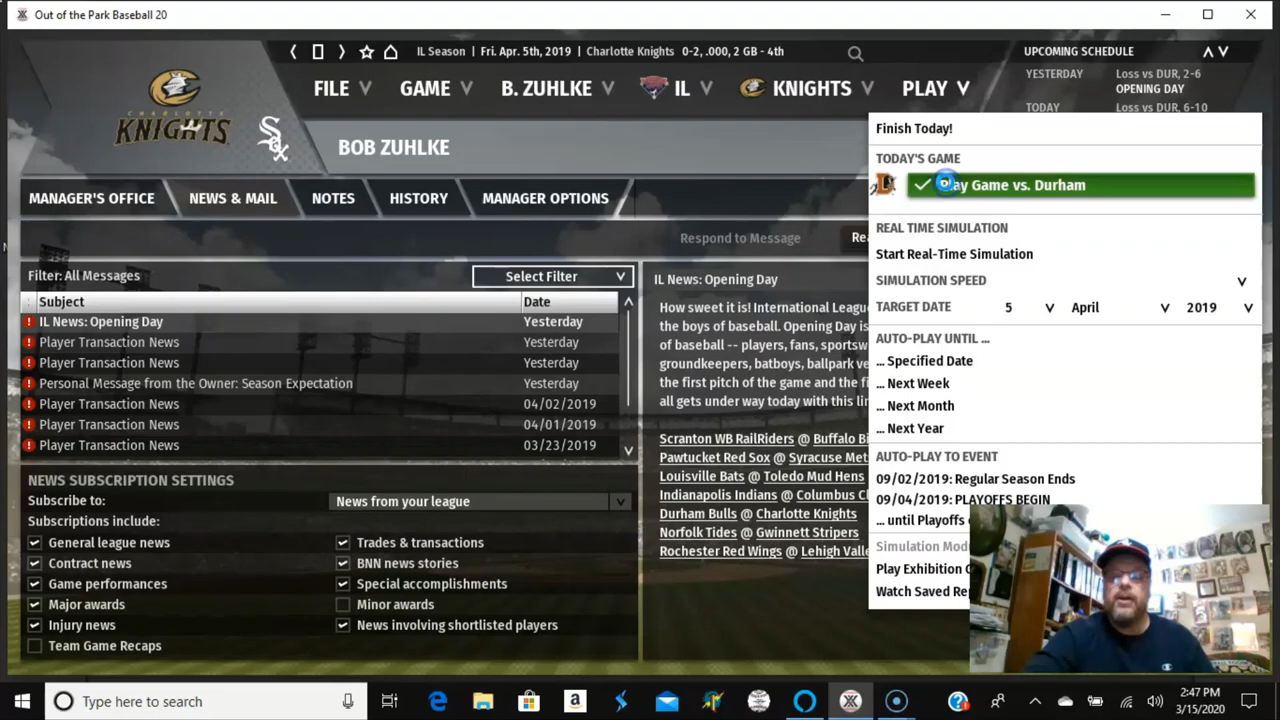 Out of the Park Baseball 20
IL Season | Fri. Apr. 5th, 2019 | Charlotte Knights 0-2, .000, 2 GB - 4th
UPCOMING SCHEDULE
YESTERDAY Loss vs DUR, 2-6
OPENING DAY
TODAY Loss vs DUR, 6-10
FILE GAME B. ZUHLKE IL KNIGHTS PLAY
CHARLOTTE
KNIGHTS
Sox
BOB ZUHLKE
MANAGER'S OFFICE NEWS & MAIL NOTES HISTORY MANAGER OPTIONS
Respond to Message
Filter: All Messages Select Filter
Subject Date
IL News: Opening Day Yesterday
Player Transaction News Yesterday
Player Transaction News Yesterday
Personal Message from the Owner: Season Expectation Yesterday
Player Transaction News 04/02/2019
Player Transaction News 04/01/2019
Player Transaction News 03/23/2019
NEWS SUBSCRIPTION SETTINGS
Subscribe to: News from your league
Subscriptions include:
General league news Trades & transactions
Contract news BNN news stories
Game performances Special accomplishments
Major awards Minor awards
Injury news News involving shortlisted players
Team Game Recaps
IL News: Opening Day
How sweet it is! International Leag
the boys of baseball. Opening Day is
of baseball -- players, fans, sportsw
groundkeepers, batboys, ballpark ve
the first pitch of the game and the fi
all gets under way today with this li
Scranton WB RailRiders @ Buffalo Bi
Pawtucket Red Sox @ Syracuse Met
Louisville Bats @ Toledo Mud Hens
Indianapolis Indians @ Columbus Cl
Durham Bulls @ Charlotte Knights
Norfolk Tides @ Gwinnett Stripers
Rochester Red Wings @ Lehigh Valle
Finish Today!
TODAY'S GAME
Play Game vs. Durham
REAL TIME SIMULATION
Start Real-Time Simulation
SIMULATION SPEED
TARGET DATE 5 April 2019
AUTO-PLAY UNTIL ...
... Specified Date
... Next Week
... Next Month
... Next Year
AUTO-PLAY TO EVENT
09/02/2019: Regular Season Ends
09/04/2019: PLAYOFFS BEGIN
... until Playoffs
Simulation Mod
Play Exhibition
Watch Saved Rep
Type here to search
2:47 PM
3/15/2020